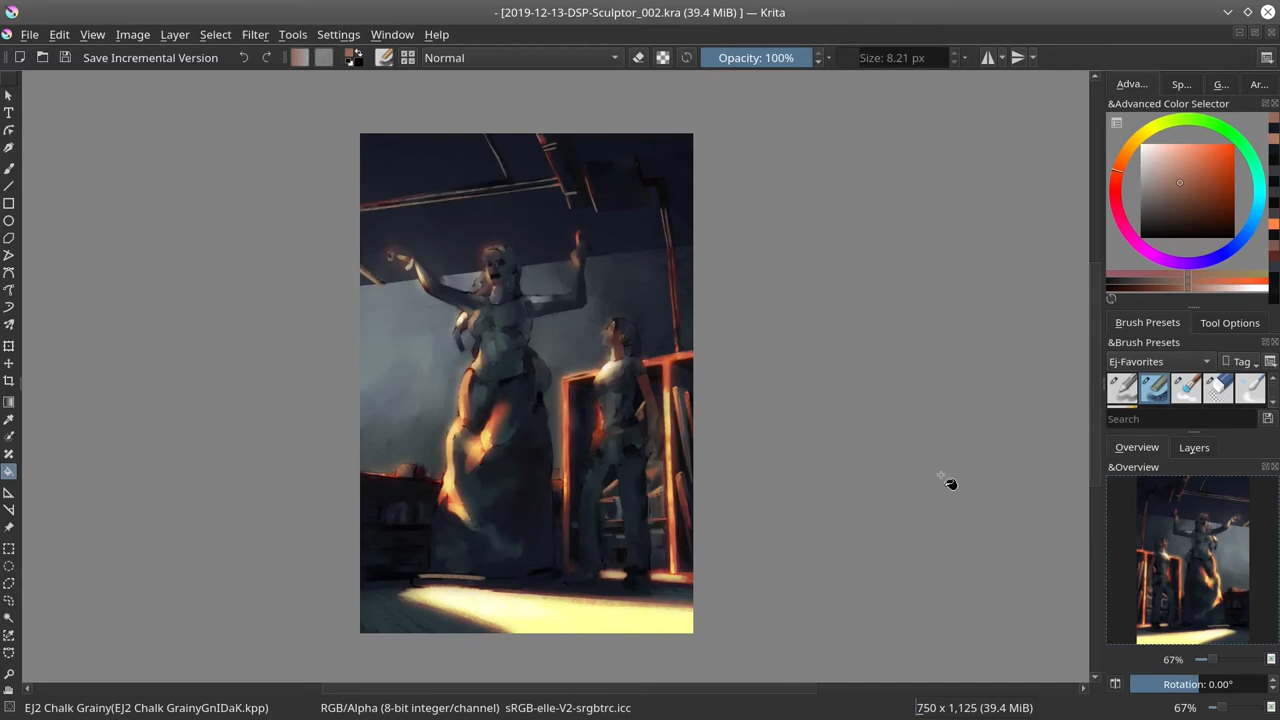 - [2019-12-13-DSP-Sculptor_002.kra (39.4 MiB) ] — Krita
File Edit View Image Layer Select Filter Tools Settings Window Help
Save Incremental Version Normal Opacity: 100% Size: 8.21 px
Adva... Sp... G... Ar...
&Advanced Color Selector
Brush Presets Tool Options
&Brush Presets
Ej-Favorites Tag
Search
Overview Layers
&Overview
67%
Rotation: 0.00°
EJ2 Chalk Grainy(EJ2 Chalk GrainyGnIDaK.kpp) RGB/Alpha (8-bit integer/channel) sRGB-elle-V2-srgbtrc.icc 750 x 1,125 (39.4 MiB) 67%